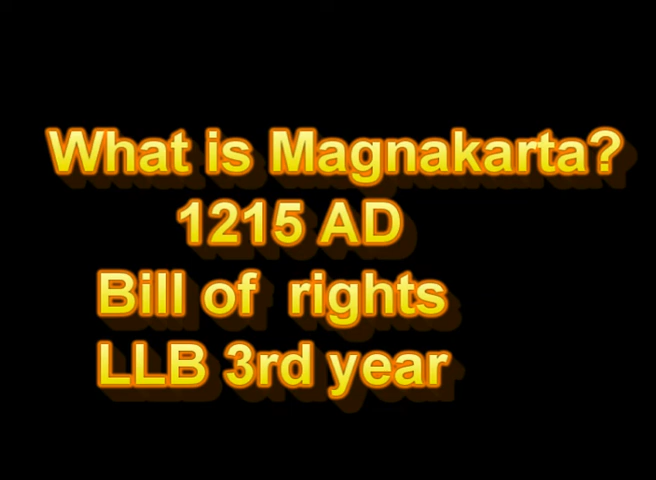 What is Magnakarta?
1215 AD
Bill of rights
LLB 3rd year